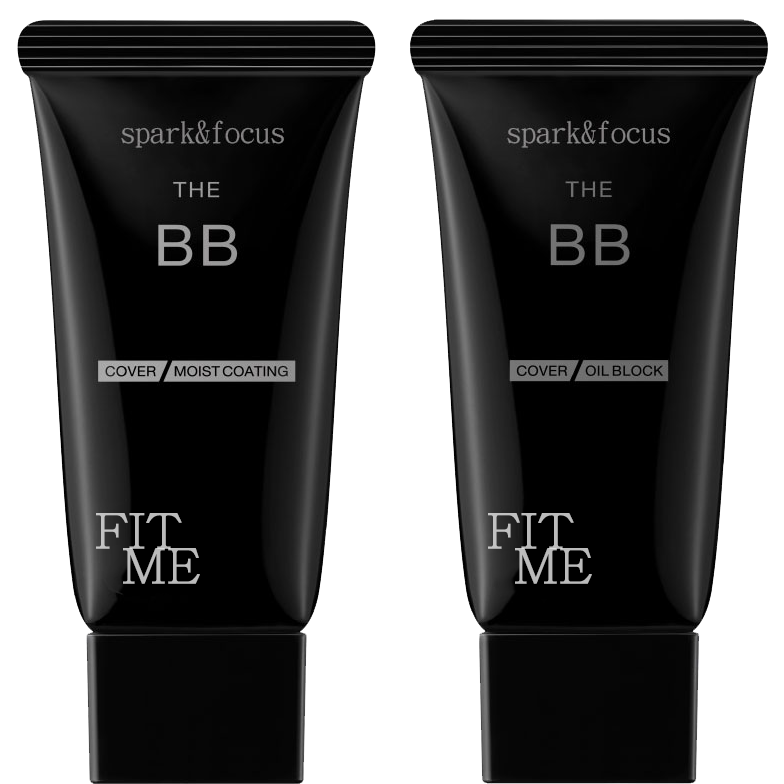 spark&focus
THE
BB
COVER/MOIST COATING
FIT
ME
spark&focus
THE
BB
COVER/OIL BLOCK
FIT
ME